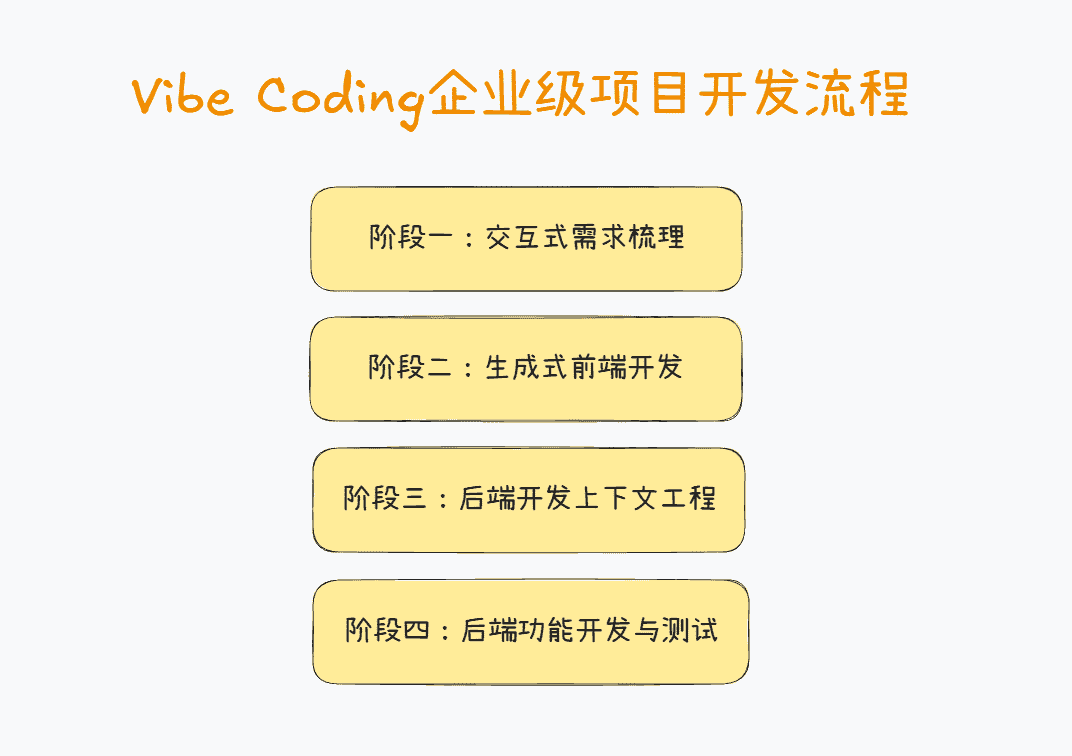 Vibe Coding企业级项目开发流程
阶段一：交互式需求梳理
阶段二：生成式前端开发
阶段三：后端开发上下文工程
阶段四：后端功能开发与测试